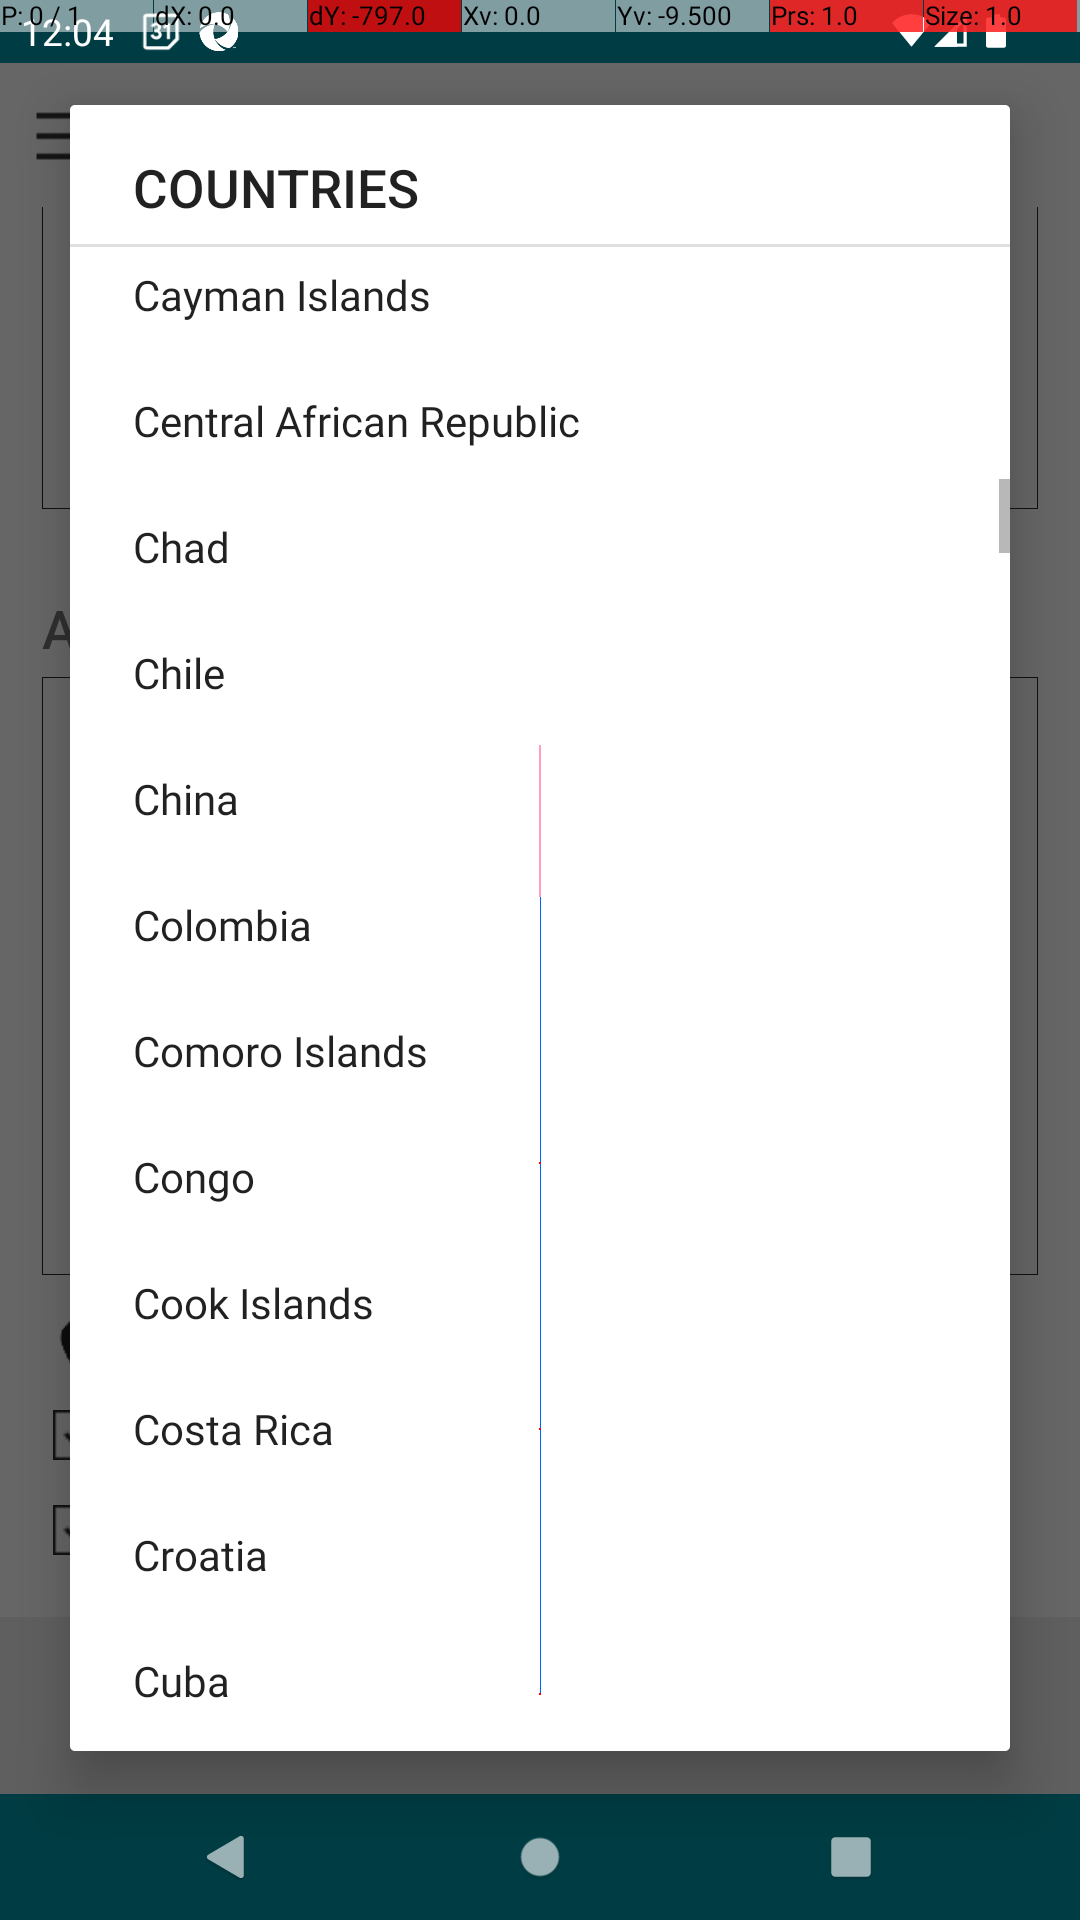 P: 0 / 1 dX: 0.0 dY: -797.0 Xv: 0.0 Yv: -9.500 Prs: 1.0 Size: 1.0
12:04 31
COUNTRIES
Cayman Islands
Central African Republic
Chad
A
Chile
China
Colombia
Comoro Islands
Congo
Cook Islands
Costa Rica
Croatia
Cuba